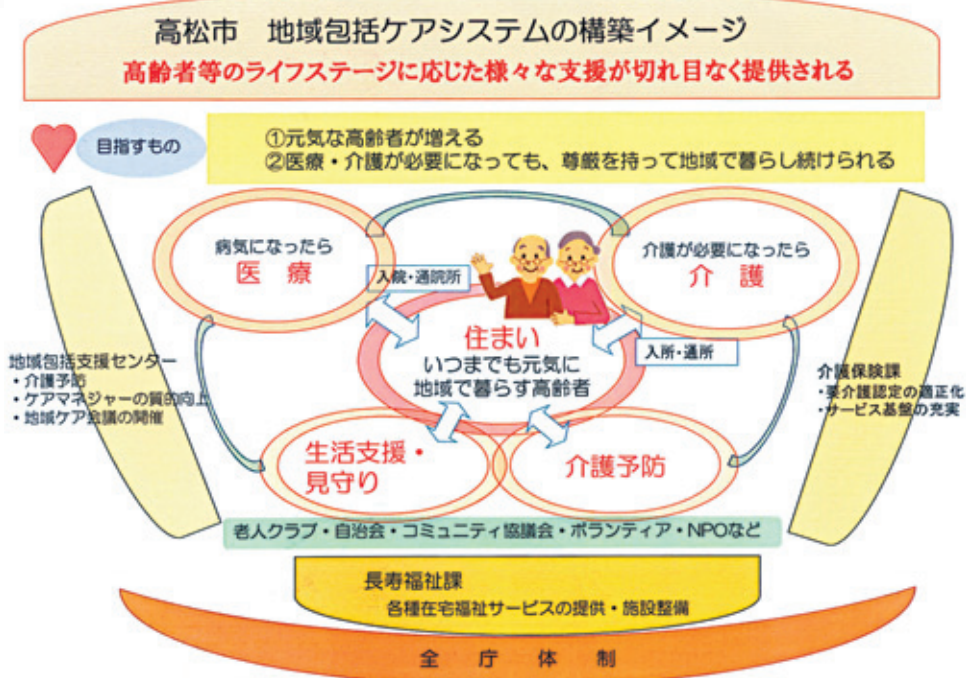 高松市 地域包括ケアシステムの構築イメージ
高齢者等のライフステージに応じた様々な支援が切れ目なく提供される
目指すもの
①元気な高齢者が増える
②医療・介護が必要になっても、尊厳を持って地域で暮らし続けられる
病気になったら
医療
介護が必要になったら
介護
入院・通院所
住まい
いつまでも元気に
地域で暮らす高齢者
入所・通所
地域包括支援センター
・介護予防
・ケアマネジャーの質的向上
・地域ケア会議の開催
介護保険課
・要介護認定の適正化
・サービス基盤の充実
生活支援・
見守り
介護予防
老人クラブ・自治会・コミュニティ協議会・ボランティア・NPOなど
長寿福祉課
各種在宅福祉サービスの提供・施設整備
全庁体制